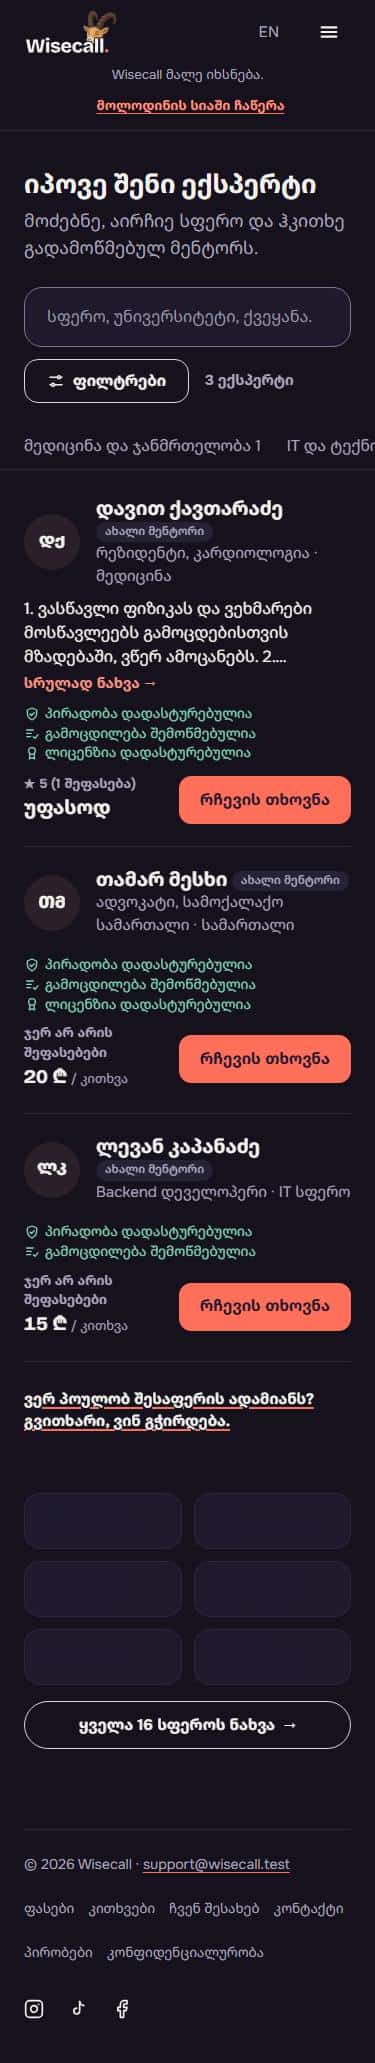 Wisecall.
EN
Wisecall მალე იხსნება.
მოლოდინის სიაში ჩაწერა
იპოვე შენი ექსპერტი
მოძებნე, აირჩიე სფერო და ჰკითხე
გადამოწმებულ მენტორს.
სფერო, უნივერსიტეტი, ქვეყანა.
ფილტრები
3 ექსპერტი
მედიცინა და ჯანმრთელობა 1 IT და ტექნ
დქ
დავით ქავთარაძე
ახალი მენტორი
რეზიდენტი, კარდიოლოგია ·
მედიცინა
1. ვასწავლი ფიზიკას და ვეხმარები
მოსწავლეებს გამოცდებისთვის
მზადებაში, ვწერ ამოცანებს. 2....
სრულად ნახვა →
პირადობა დადასტურებულია
გამოცდილება შემოწმებულია
ლიცენზია დადასტურებულია
★ 5 (1 შეფასება)
უფასოდ
რჩევის თხოვნა
თმ
თამარ მესხი ახალი მენტორი
ადვოკატი, სამოქალაქო
სამართალი · სამართალი
პირადობა დადასტურებულია
გამოცდილება შემოწმებულია
ლიცენზია დადასტურებულია
ჯერ არ არის
შეფასებები
20 ₾ / კითხვა
რჩევის თხოვნა
ლკ
ლევან კაპანაძე
ახალი მენტორი
Backend დეველოპერი · IT სფერო
პირადობა დადასტურებულია
გამოცდილება შემოწმებულია
ჯერ არ არის
შეფასებები
15 ₾ / კითხვა
რჩევის თხოვნა
ვერ პოულობ შესაფერის ადამიანს?
გვითხარი, ვინ გჭირდება.
ყველა 16 სფეროს ნახვა →
© 2026 Wisecall · support@wisecall.test
ფასები კითხვები ჩვენ შესახებ კონტაქტი
პირობები კონფიდენციალურობა